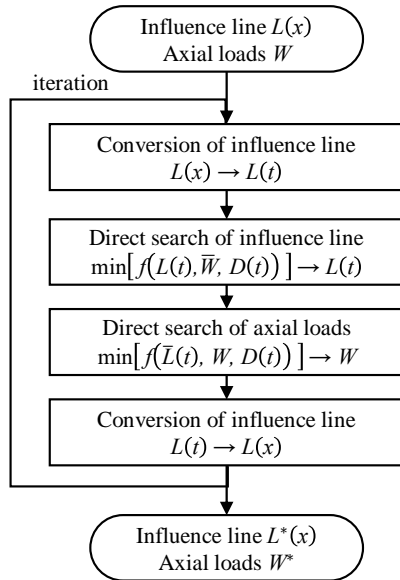 Influence line L(x)
Axial loads W
iteration
Conversion of influence line
L(x) → L(t)
Direct search of influence line
min[f(L(t), W̅, D(t))] → L(t)
Direct search of axial loads
min[f(L̅(t), W, D(t))] → W
Conversion of influence line
L(t) → L(x)
Influence line L*(x)
Axial loads W*